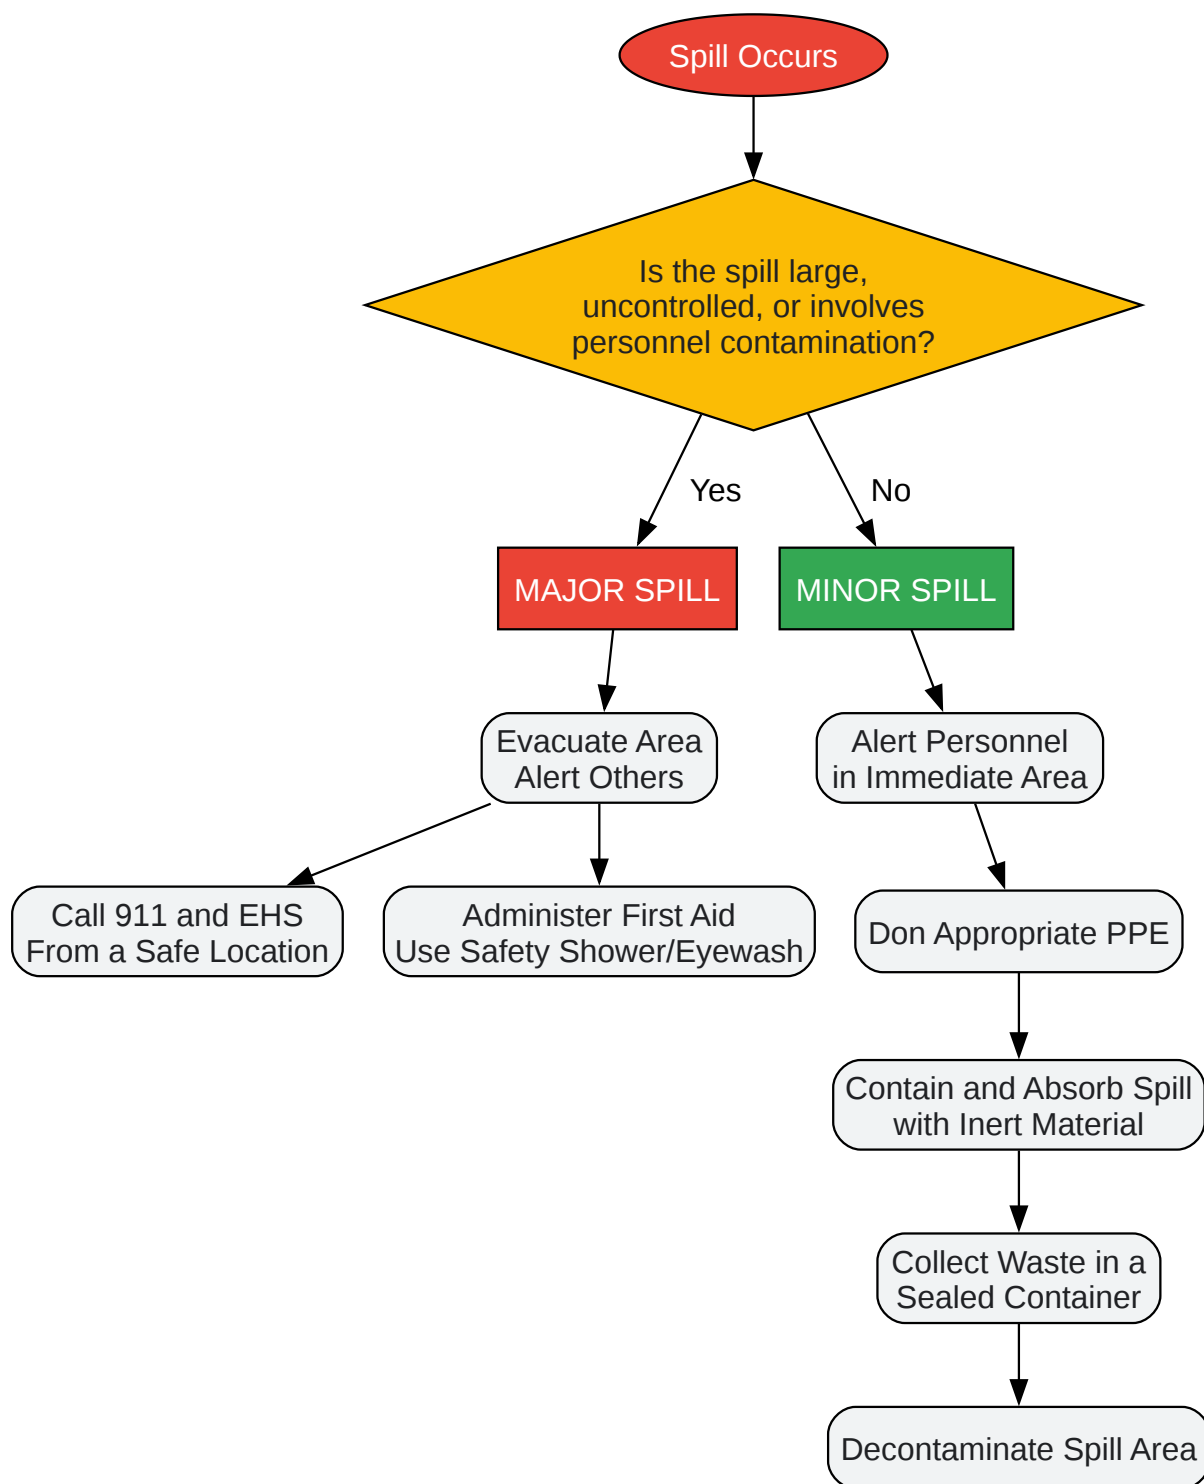 Spill Occurs
Is the spill large,
uncontrolled, or involves
personnel contamination?
Yes
No
MAJOR SPILL
MINOR SPILL
Evacuate Area
Alert Others
Alert Personnel
in Immediate Area
Call 911 and EHS
From a Safe Location
Administer First Aid
Use Safety Shower/Eyewash
Don Appropriate PPE
Contain and Absorb Spill
with Inert Material
Collect Waste in a
Sealed Container
Decontaminate Spill Area